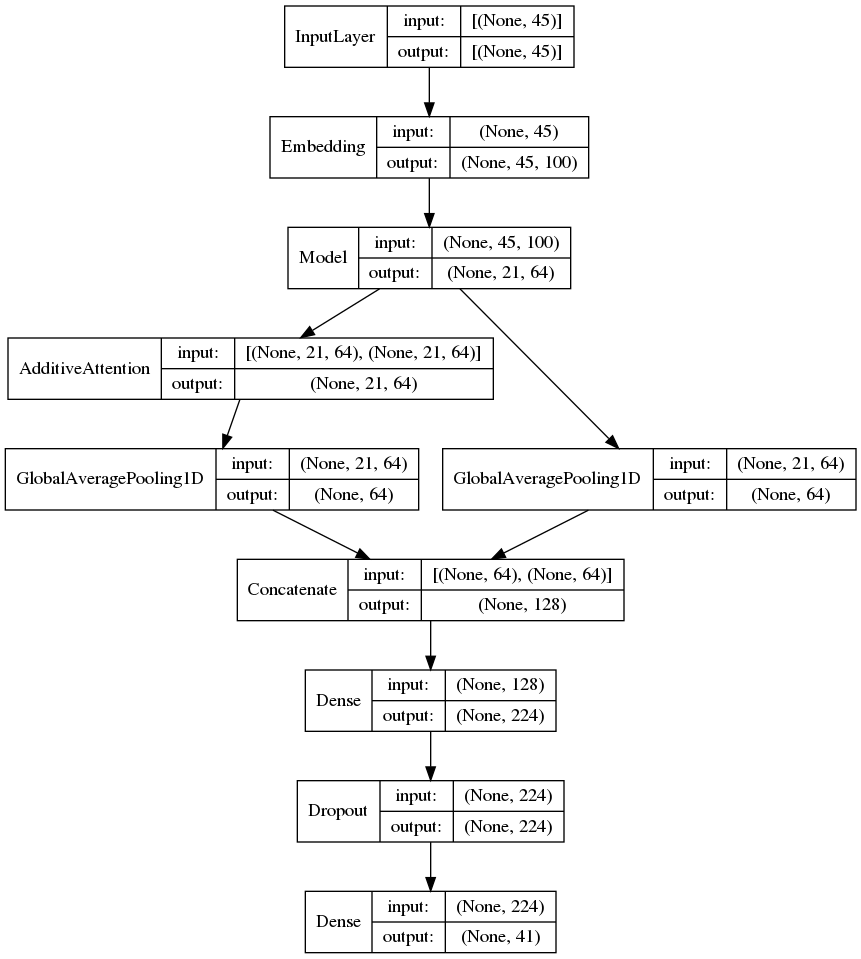 InputLayer
input: [(None, 45)]
output: [(None, 45)]
Embedding
input: (None, 45)
output: (None, 45, 100)
Model
input: (None, 45, 100)
output: (None, 21, 64)
AdditiveAttention
input: [(None, 21, 64), (None, 21, 64)]
output: (None, 21, 64)
GlobalAveragePooling1D
input: (None, 21, 64)
output: (None, 64)
GlobalAveragePooling1D
input: (None, 21, 64)
output: (None, 64)
Concatenate
input: [(None, 64), (None, 64)]
output: (None, 128)
Dense
input: (None, 128)
output: (None, 224)
Dropout
input: (None, 224)
output: (None, 224)
Dense
input: (None, 224)
output: (None, 41)